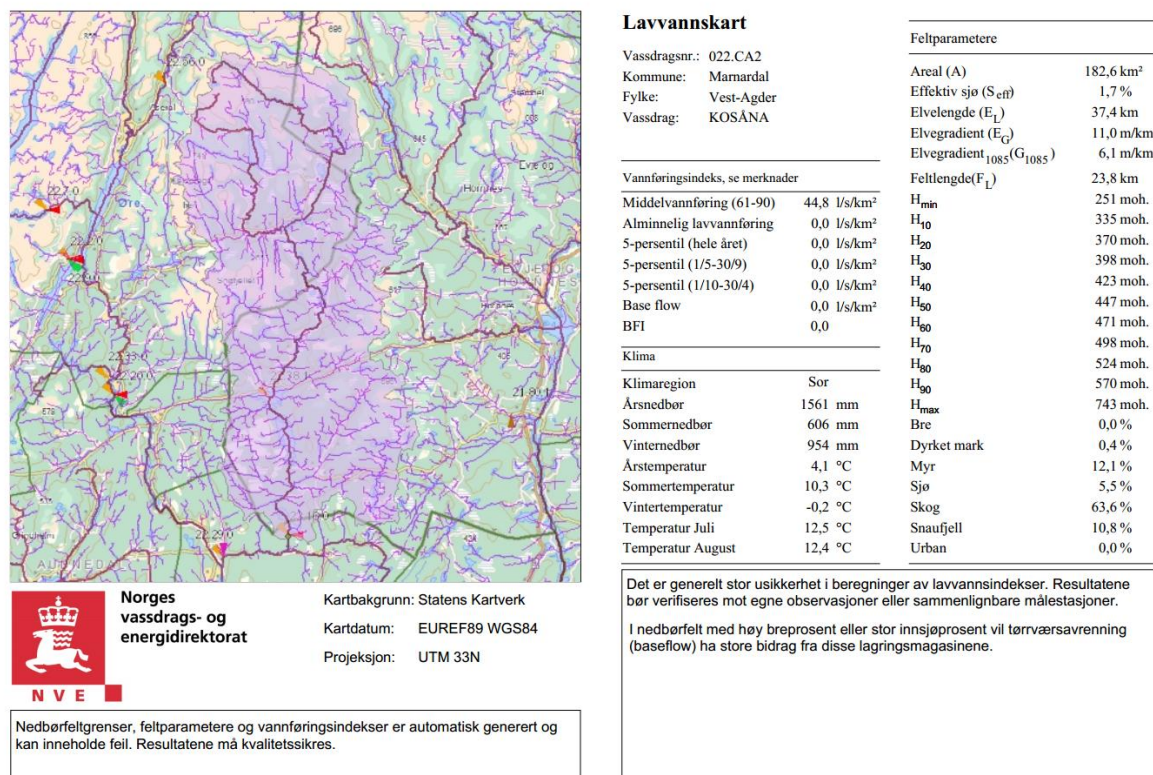 22.66.0
695
Åseral
22.7.0
Øre
22.29.0
Lavvannskart
Vassdragsnr.: 022.CA2
Kommune: Marnardal
Fylke: Vest-Agder
Vassdrag: KOSÅNA
Vannføringsindeks, se merknader
Middelvannføring (61-90) 44,8 l/s/km²
Alminnelig lavvannføring 0,0 l/s/km²
5-persentil (hele året) 0,0 l/s/km²
5-persentil (1/5-30/9) 0,0 l/s/km²
5-persentil (1/10-30/4) 0,0 l/s/km²
Base flow 0,0 l/s/km²
BFI 0,0
Klima
Klimaregion Sor
Årsnedbør 1561 mm
Sommernedbør 606 mm
Vinternedbør 954 mm
Årstemperatur 4,1 °C
Sommertemperatur 10,3 °C
Vintertemperatur -0,2 °C
Temperatur Juli 12,5 °C
Temperatur August 12,4 °C
Feltparametere
Areal (A) 182,6 km²
Effektiv sjø (Seff) 1,7 %
Elvelengde (EL) 37,4 km
Elvegradient (EG) 11,0 m/km
Elvegradient1085(G1085) 6,1 m/km
Feltlengde(FL) 23,8 km
Hmin 251 moh.
H10 335 moh.
H20 370 moh.
H30 398 moh.
H40 423 moh.
H50 447 moh.
H60 471 moh.
H70 498 moh.
H80 524 moh.
H90 570 moh.
Hmax 743 moh.
Bre 0,0 %
Dyrket mark 0,4 %
Myr 12,1 %
Sjø 5,5 %
Skog 63,6 %
Snaufjell 10,8 %
Urban 0,0 %
Norges
vassdrags- og
energidirektorat
NVE
Kartbakgrunn: Statens Kartverk
Kartdatum: EUREF89 WGS84
Projeksjon: UTM 33N
Nedbørfeltgrenser, feltparametere og vannføringsindekser er automatisk generert og
kan inneholde feil. Resultatene må kvalitetssikres.
Det er generelt stor usikkerhet i beregninger av lavvannsindekser. Resultatene
bør verifiseres mot egne observasjoner eller sammenlignbare målestasjoner.
I nedbørfelt med høy breprosent eller stor innsjøprosent vil tørrværsavrenning
(baseflow) ha store bidrag fra disse lagringsmagasinene.